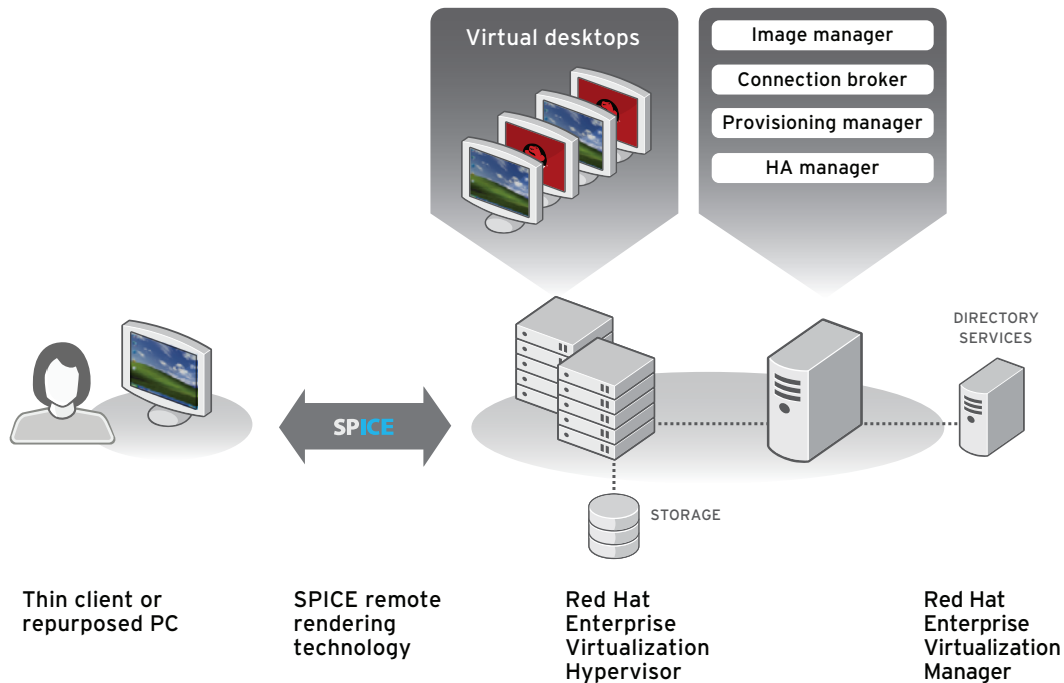 Virtual desktops
Image manager
Connection broker
Provisioning manager
HA manager
DIRECTORY
SERVICES
SPICE
STORAGE
Thin client or
repurposed PC
SPICE remote
rendering
technology
Red Hat
Enterprise
Virtualization
Hypervisor
Red Hat
Enterprise
Virtualization
Manager